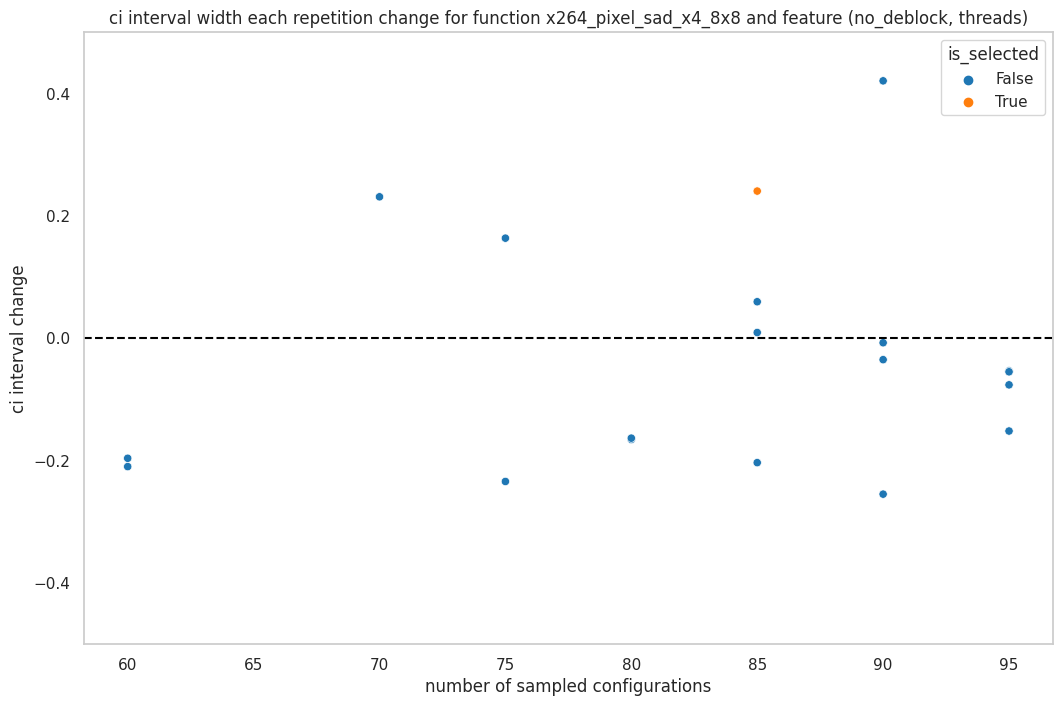 ci interval width each repetition change for function x264_pixel_sad_x4_8x8 and feature (no_deblock, threads)
is_selected
False
True
ci interval change
0.4
0.2
0.0
−0.2
−0.4
60 65 70 75 80 85 90 95
number of sampled configurations